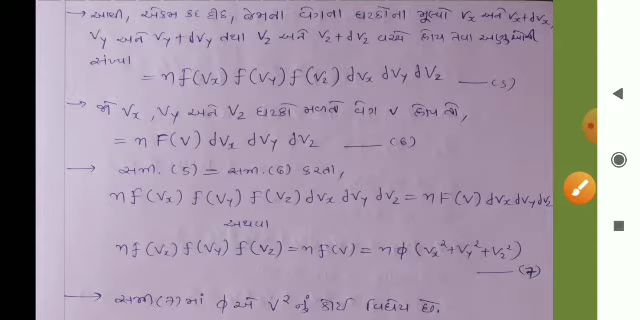 → આથી, એકમ કદ દીઠ, જેમના વેગના ઘટકોના મૂલ્યો Vx અને Vx+dVx,
Vy અને Vy+dVy તથા Vz અને Vz+dVz વચ્ચે હોય તેવા અણુઓની
સંખ્યા
= n f(Vx) f(Vy) f(Vz) dVx dVy dVz —(5)
→ જો Vx, Vy અને Vz ઘટકો મળતો વેગ V હોય તો,
= n F(V) dVx dVy dVz —(6)
→ સમી. (5) = સમી. (6) કરતા,
n f(Vx) f(Vy) f(Vz) dVx dVy dVz = n F(V) dVx dVy dVz
અથવા
n f(Vz) f(Vy) f(Vz) = n f(V) = n ϕ (Vx²+Vy²+Vz²)
—(7)
→ સમી (7) માં ϕ એ V² નું કોઈ વિધેય છે.